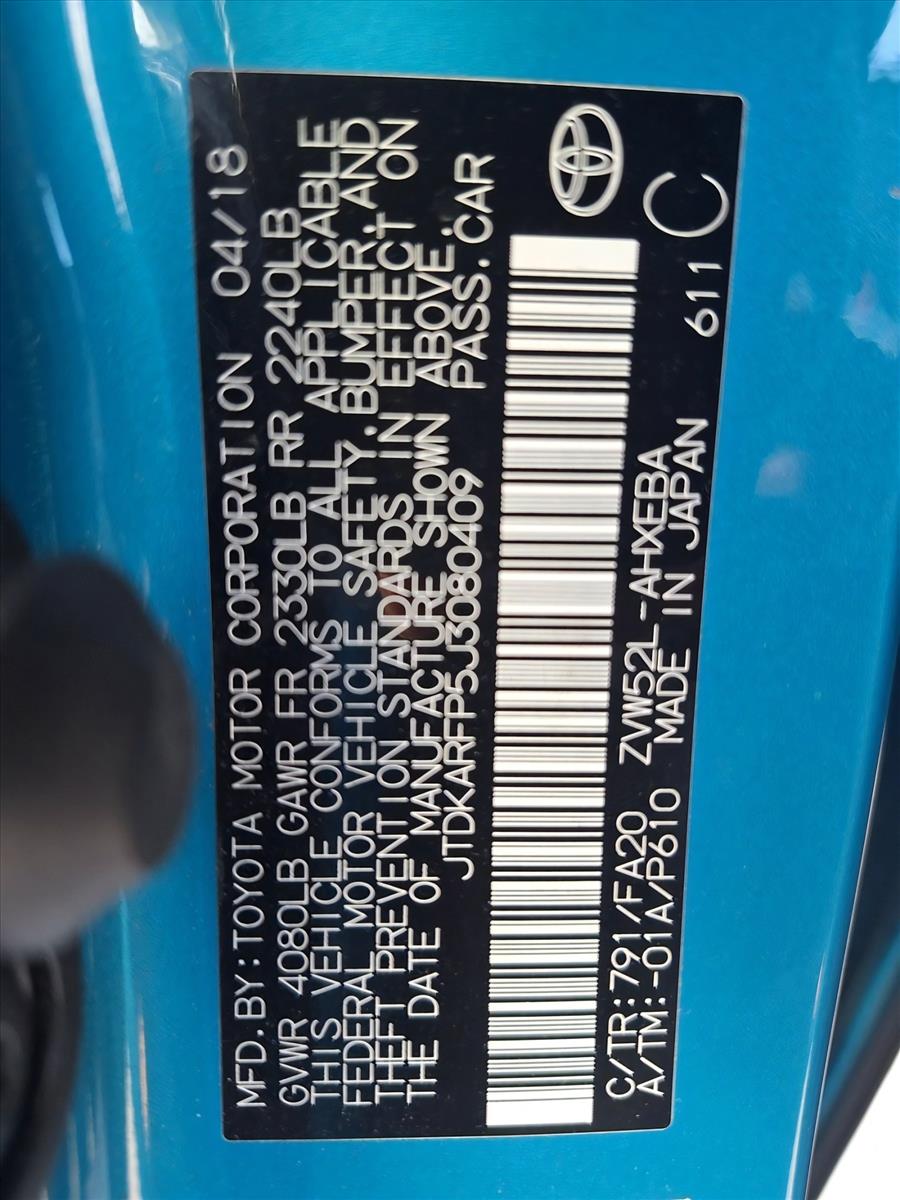 MFD.BY:TOYOTA MOTOR CORPORATION 04/18
GVWR 4080LB GAWR FR 2330LB RR 2240LB
THIS VEHICLE CONFORMS TO ALL APPLICABLE
FEDERAL MOTOR VEHICLE SAFETY, BUMPER, AND
THEFT PREVENTION STANDARDS IN EFFECT ON
THE DATE OF MANUFACTURE SHOWN ABOVE.
JTDKARFP5J3080409 PASS.CAR
C/TR:791/FA20 ZVW52L-AHXEBA
A/TM:-01A/P610 MADE IN JAPAN 611 C